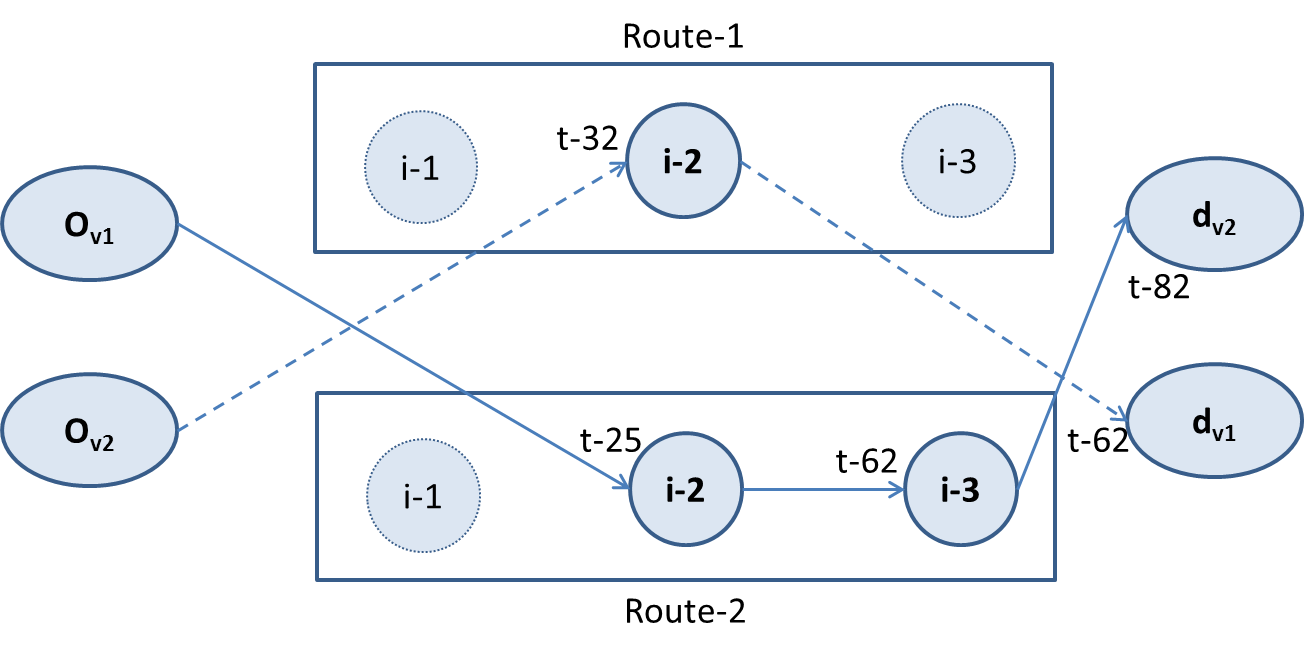 Route-1
t-32
i-1
i-2
i-3
Ov1
dv2
t-82
Ov2
t-25
t-62
t-62
dv1
i-1
i-2
i-3
Route-2